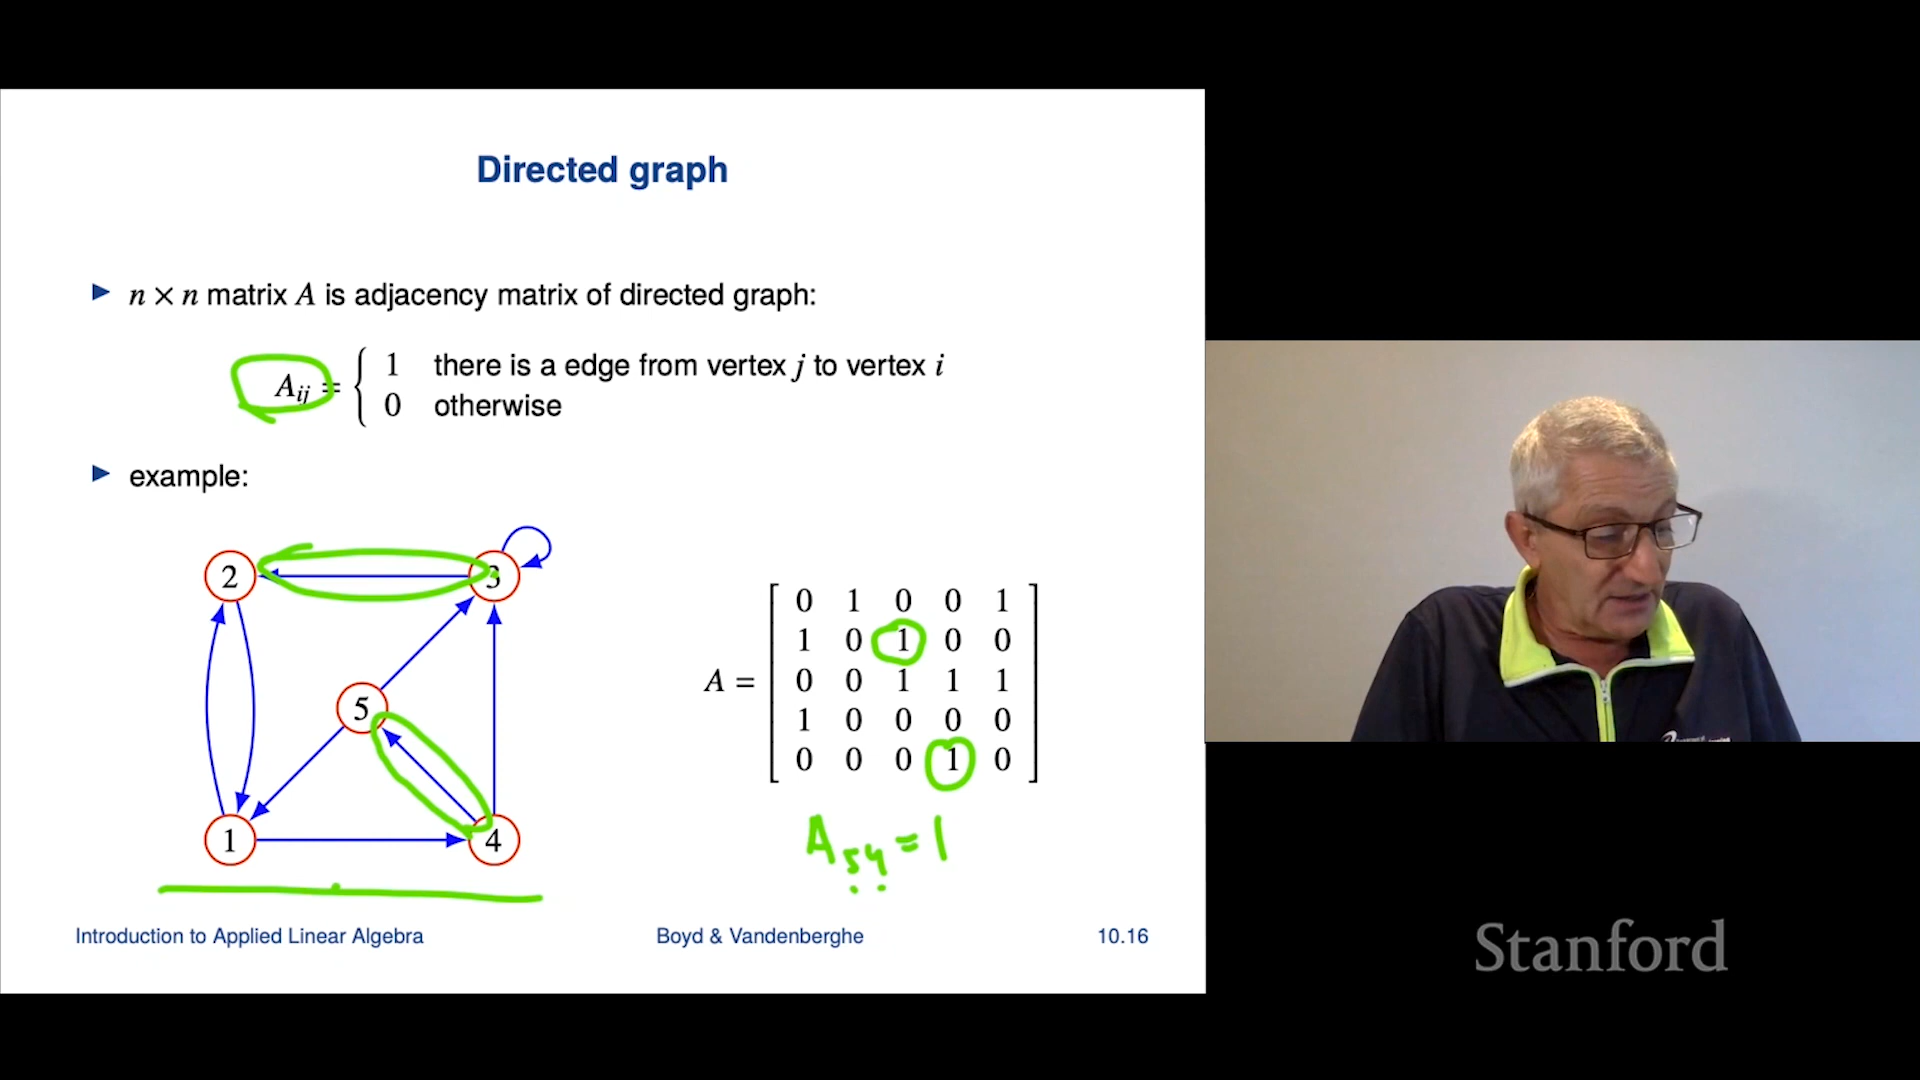 Directed graph
▶ n × n matrix A is adjacency matrix of directed graph:
A_ij = { 1 there is a edge from vertex j to vertex i
0 otherwise
▶ example:
2 3
5
1 4
0 1 0 0 1
1 0 1 0 0
A = 0 0 1 1 1
1 0 0 0 0
0 0 0 1 0
A_54 = 1
Introduction to Applied Linear Algebra Boyd & Vandenberghe 10.16
Stanford